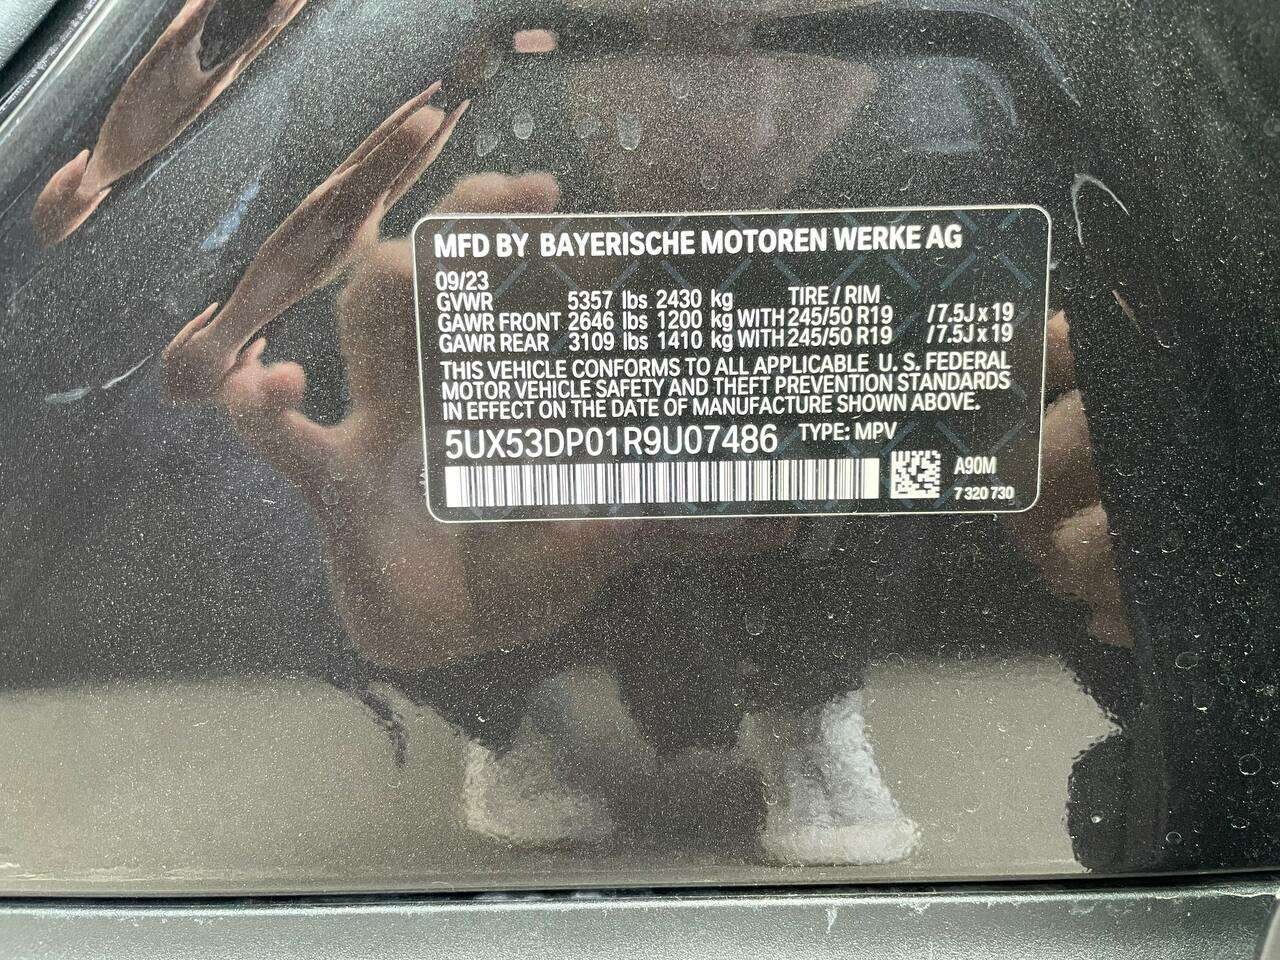 MFD BY BAYERISCHE MOTOREN WERKE AG
09/23
GVWR 5357 lbs 2430 kg TIRE / RIM
GAWR FRONT 2646 lbs 1200 kg WITH 245/50 R19 / 7.5J x 19
GAWR REAR 3109 lbs 1410 kg WITH 245/50 R19 / 7.5J x 19
THIS VEHICLE CONFORMS TO ALL APPLICABLE U. S. FEDERAL
MOTOR VEHICLE SAFETY AND THEFT PREVENTION STANDARDS
IN EFFECT ON THE DATE OF MANUFACTURE SHOWN ABOVE.
5UX53DP01R9U07486 TYPE: MPV
A90M
7 320 730